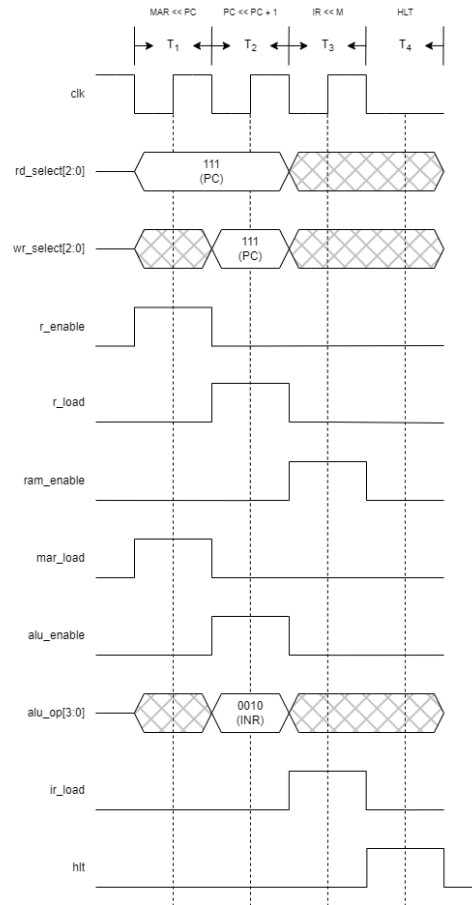 MAR << PC PC << PC + 1 IR << M HLT
T1 T2 T3 T4
clk
rd_select[2:0]
111
(PC)
wr_select[2:0]
111
(PC)
r_enable
r_load
ram_enable
mar_load
alu_enable
alu_op[3:0]
0010
(INR)
ir_load
hlt